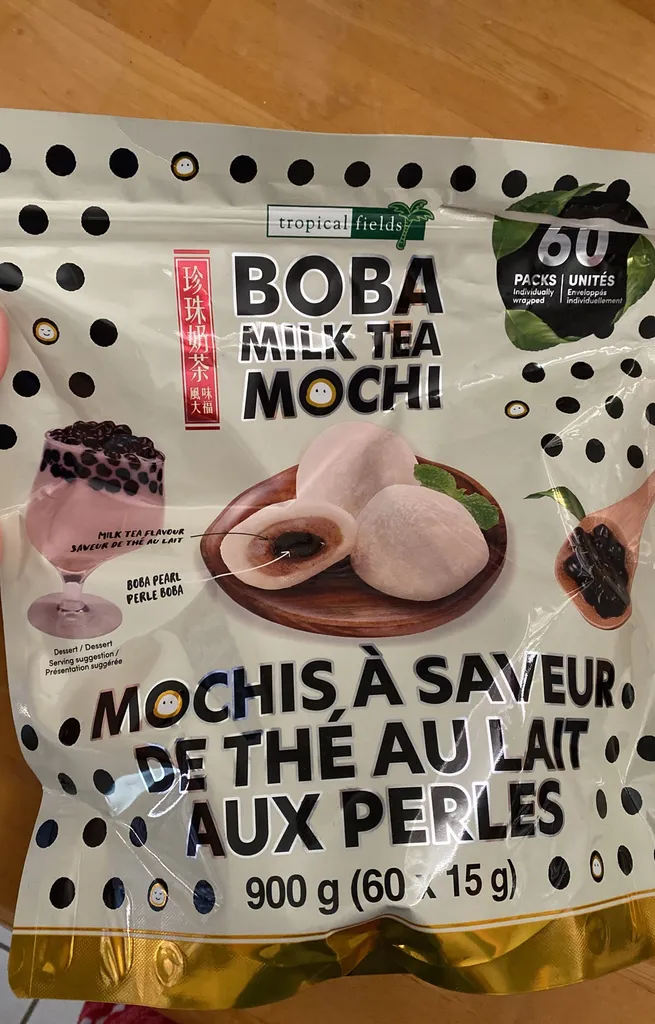 tropical fields
60
PACKS | UNITÉS
Individually wrapped
Enveloppés individuellement
珍珠奶茶
風味
大福
BOBA
MILK TEA
MOCHI
MILK TEA FLAVOUR
SAVEUR DE THÉ AU LAIT
BOBA PEARL
PERLE BOBA
Dessert / Dessert
Serving suggestion /
Présentation suggérée
MOCHIS À SAVEUR
DE THÉ AU LAIT
AUX PERLES
900 g (60 x 15 g)